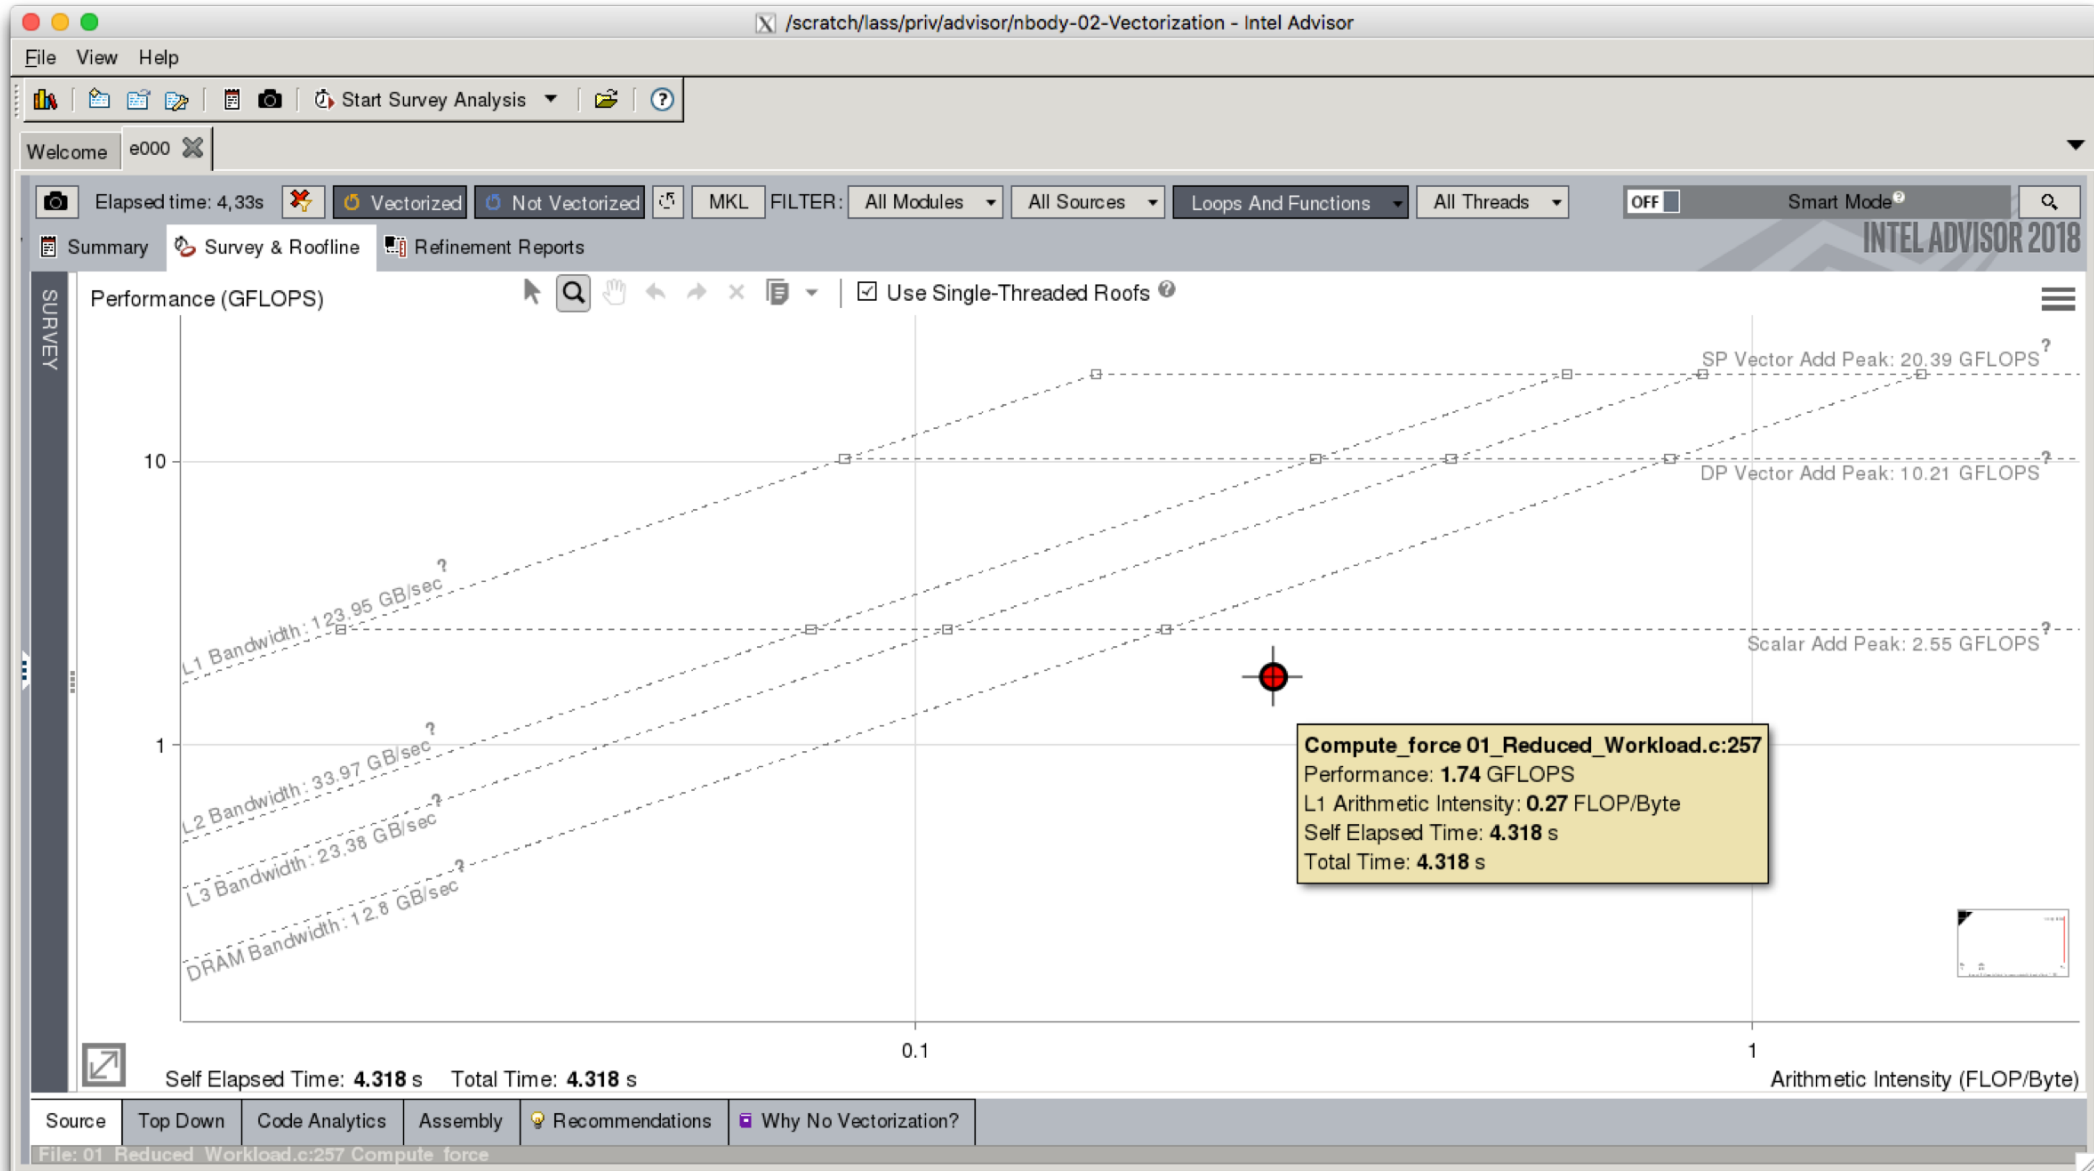 /scratch/lass/priv/advisor/nbody-02-Vectorization - Intel Advisor
File View Help
Start Survey Analysis
Welcome e000
Elapsed time: 4,33s Vectorized Not Vectorized MKL FILTER: All Modules All Sources Loops And Functions All Threads OFF Smart Mode
Summary Survey & Roofline Refinement Reports INTEL ADVISOR 2018
SURVEY
Performance (GFLOPS) Use Single-Threaded Roofs
SP Vector Add Peak: 20.39 GFLOPS ?
10
DP Vector Add Peak: 10.21 GFLOPS ?
L1 Bandwidth: 123.95 GB/sec ?
Scalar Add Peak: 2.55 GFLOPS ?
1
L2 Bandwidth: 33.97 GB/sec ?
L3 Bandwidth: 23.38 GB/sec ?
DRAM Bandwidth: 12.8 GB/sec ?
Compute_force 01_Reduced_Workload.c:257
Performance: 1.74 GFLOPS
L1 Arithmetic Intensity: 0.27 FLOP/Byte
Self Elapsed Time: 4.318 s
Total Time: 4.318 s
0.1 1
Self Elapsed Time: 4.318 s Total Time: 4.318 s Arithmetic Intensity (FLOP/Byte)
Source Top Down Code Analytics Assembly Recommendations Why No Vectorization?
File: 01_Reduced_Workload.c:257 Compute_force